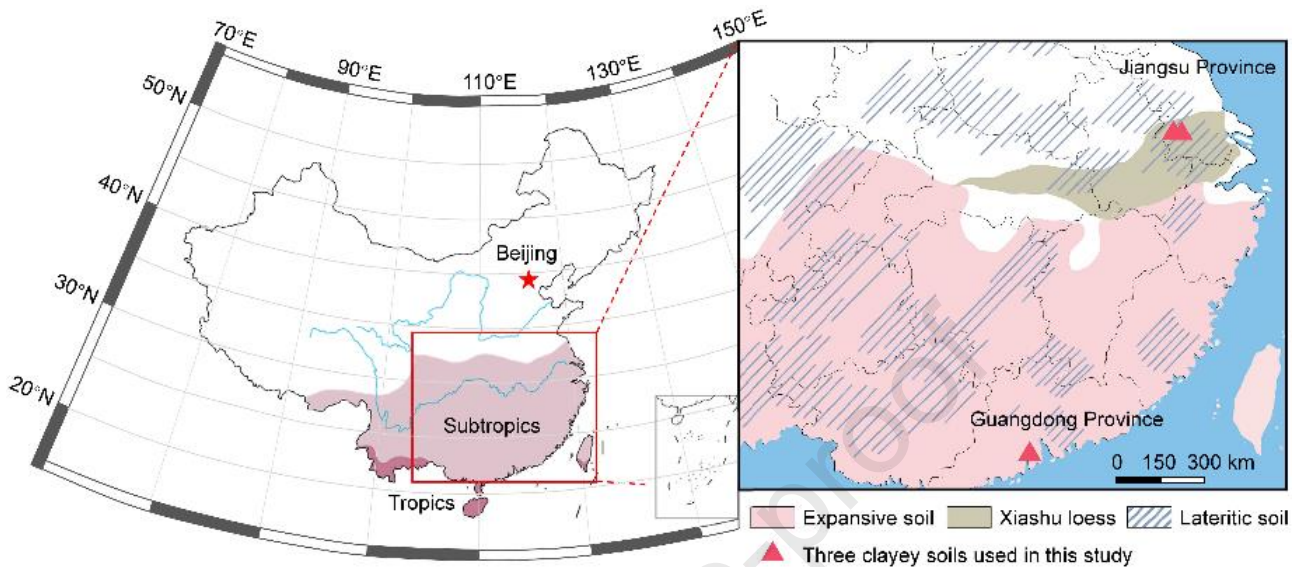 70°E
90°E
110°E
130°E
150°E
50°N
40°N
30°N
20°N
Beijing
Subtropics
Tropics
Jiangsu Province
Guangdong Province
0 150 300 km
Expansive soil
Xiashu loess
Lateritic soil
Three clayey soils used in this study